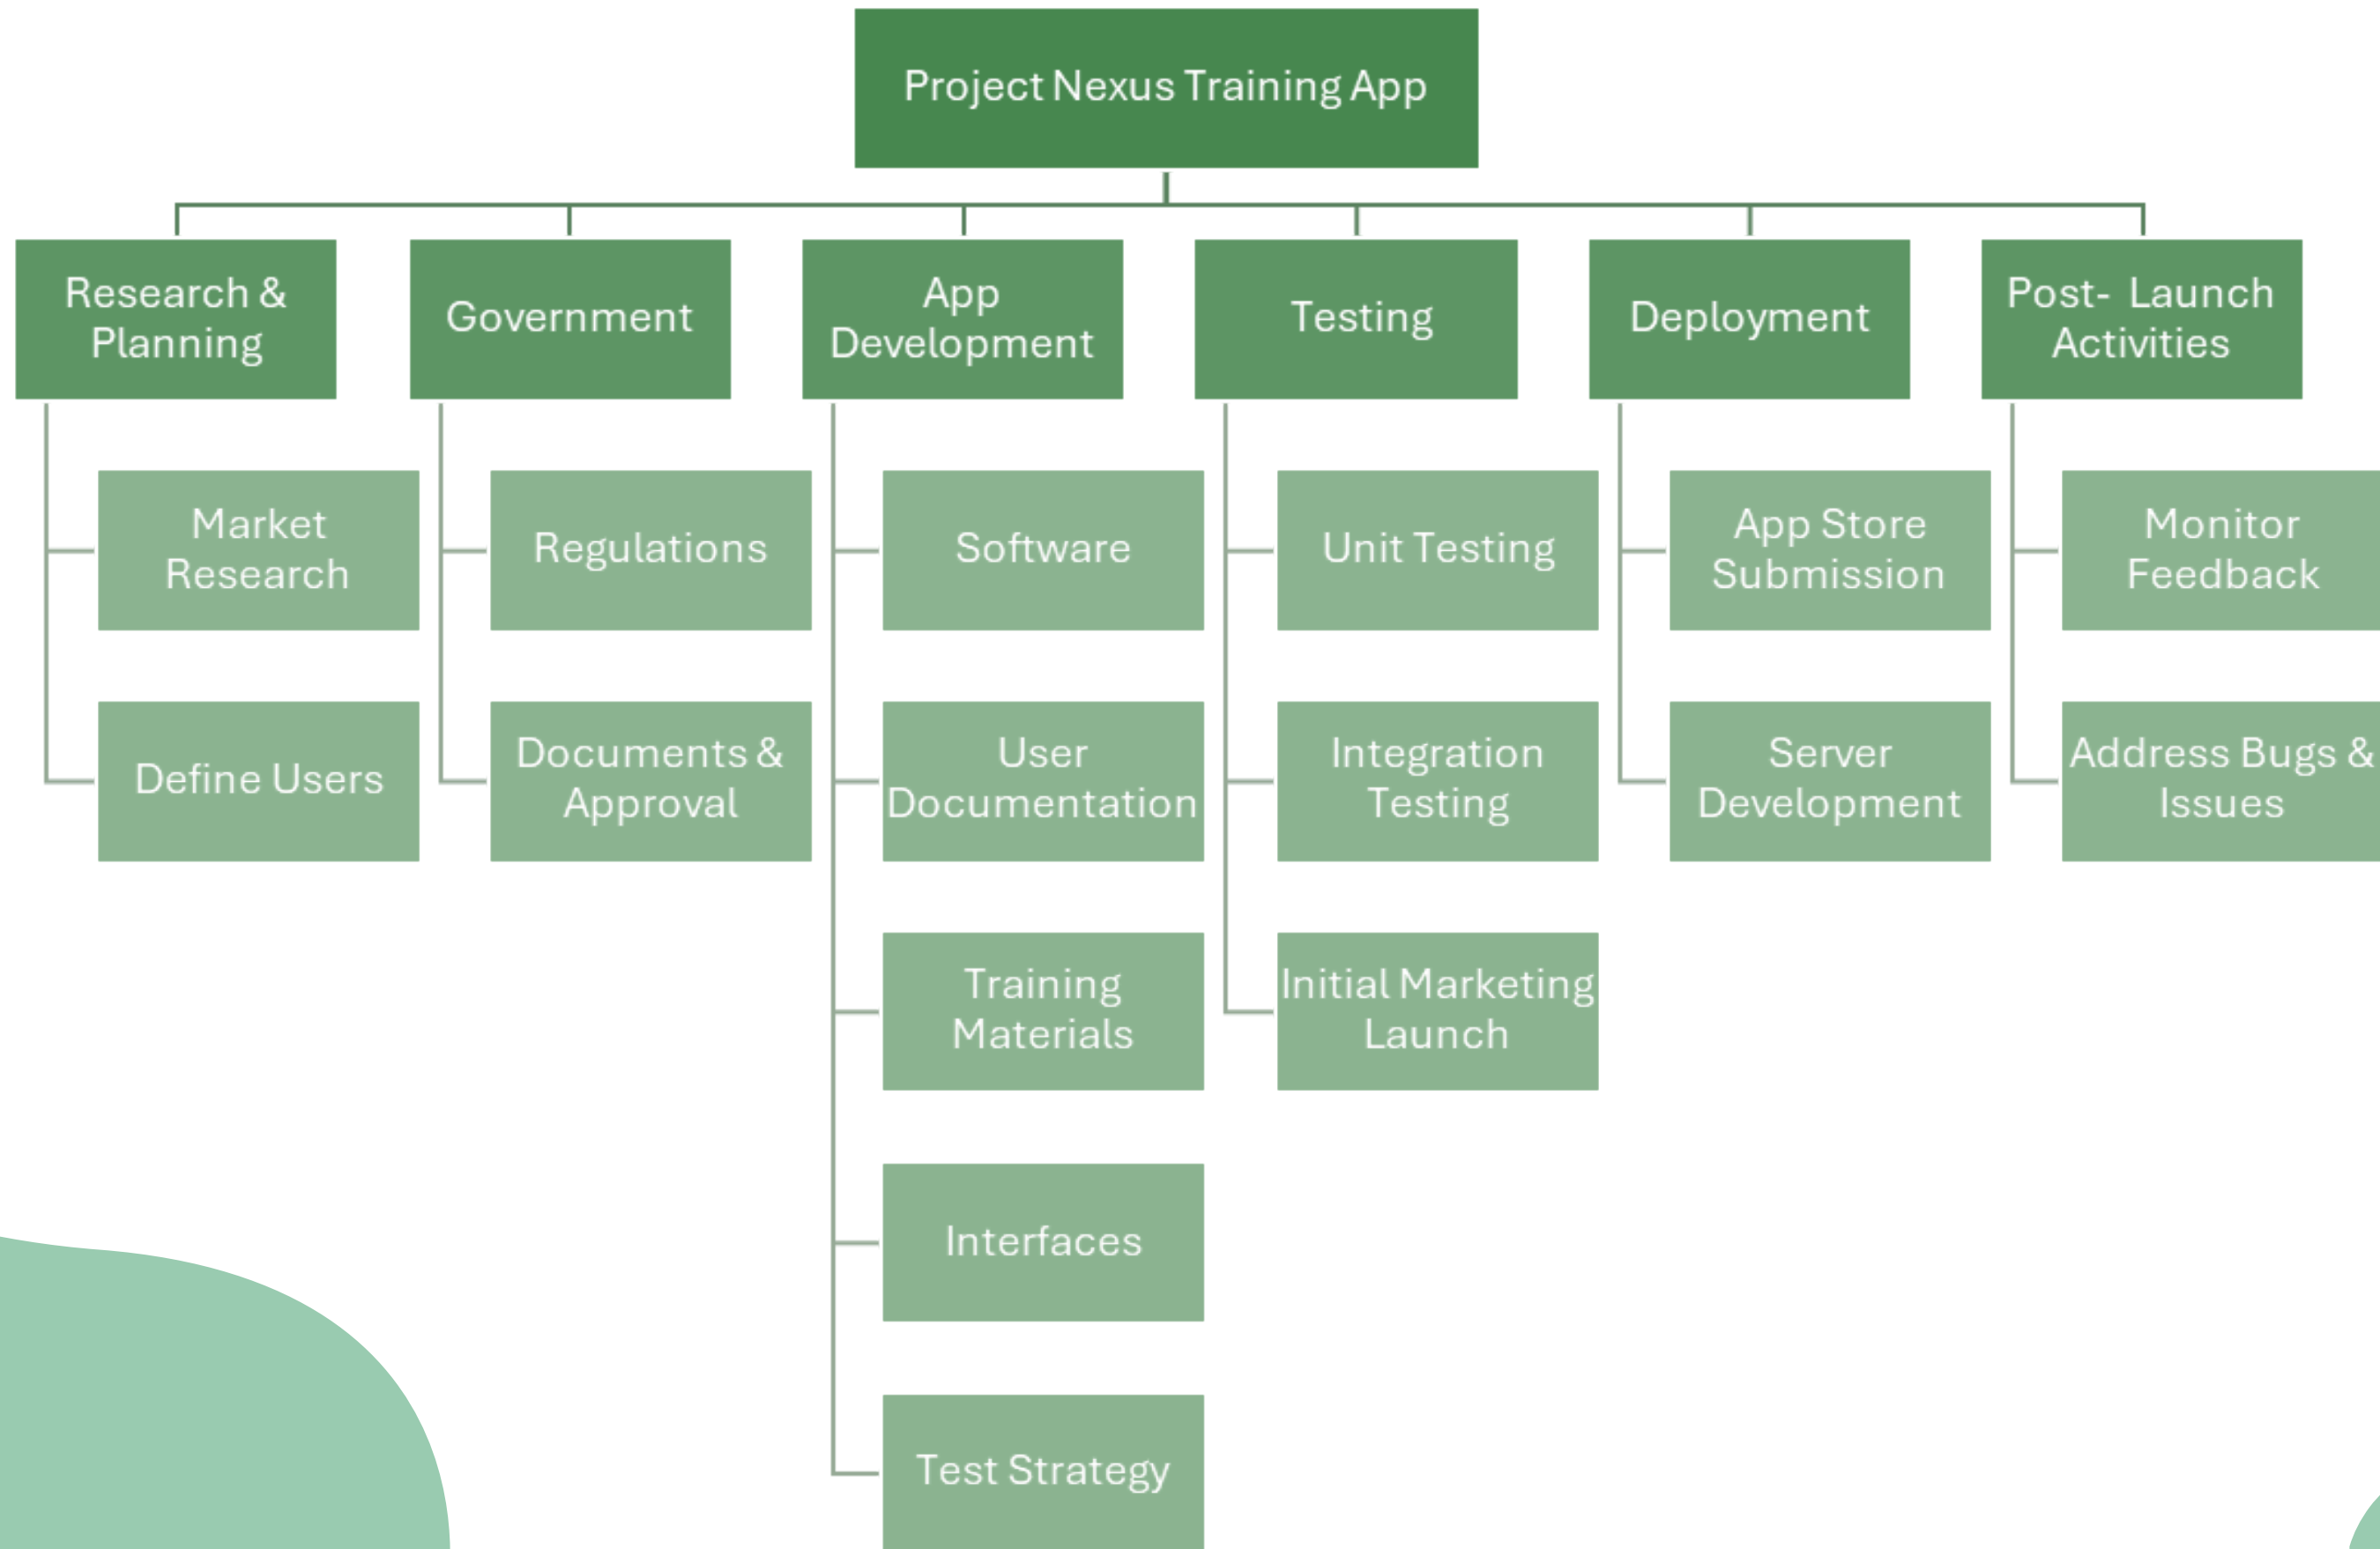 Project Nexus Training App
Research &
Planning
Government
App
Development
Testing
Deployment
Post- Launch
Activities
Market
Research
Define Users
Regulations
Documents &
Approval
Software
User
Documentation
Training
Materials
Interfaces
Test Strategy
Unit Testing
Integration
Testing
Initial Marketing
Launch
App Store
Submission
Server
Development
Monitor
Feedback
Address Bugs &
Issues